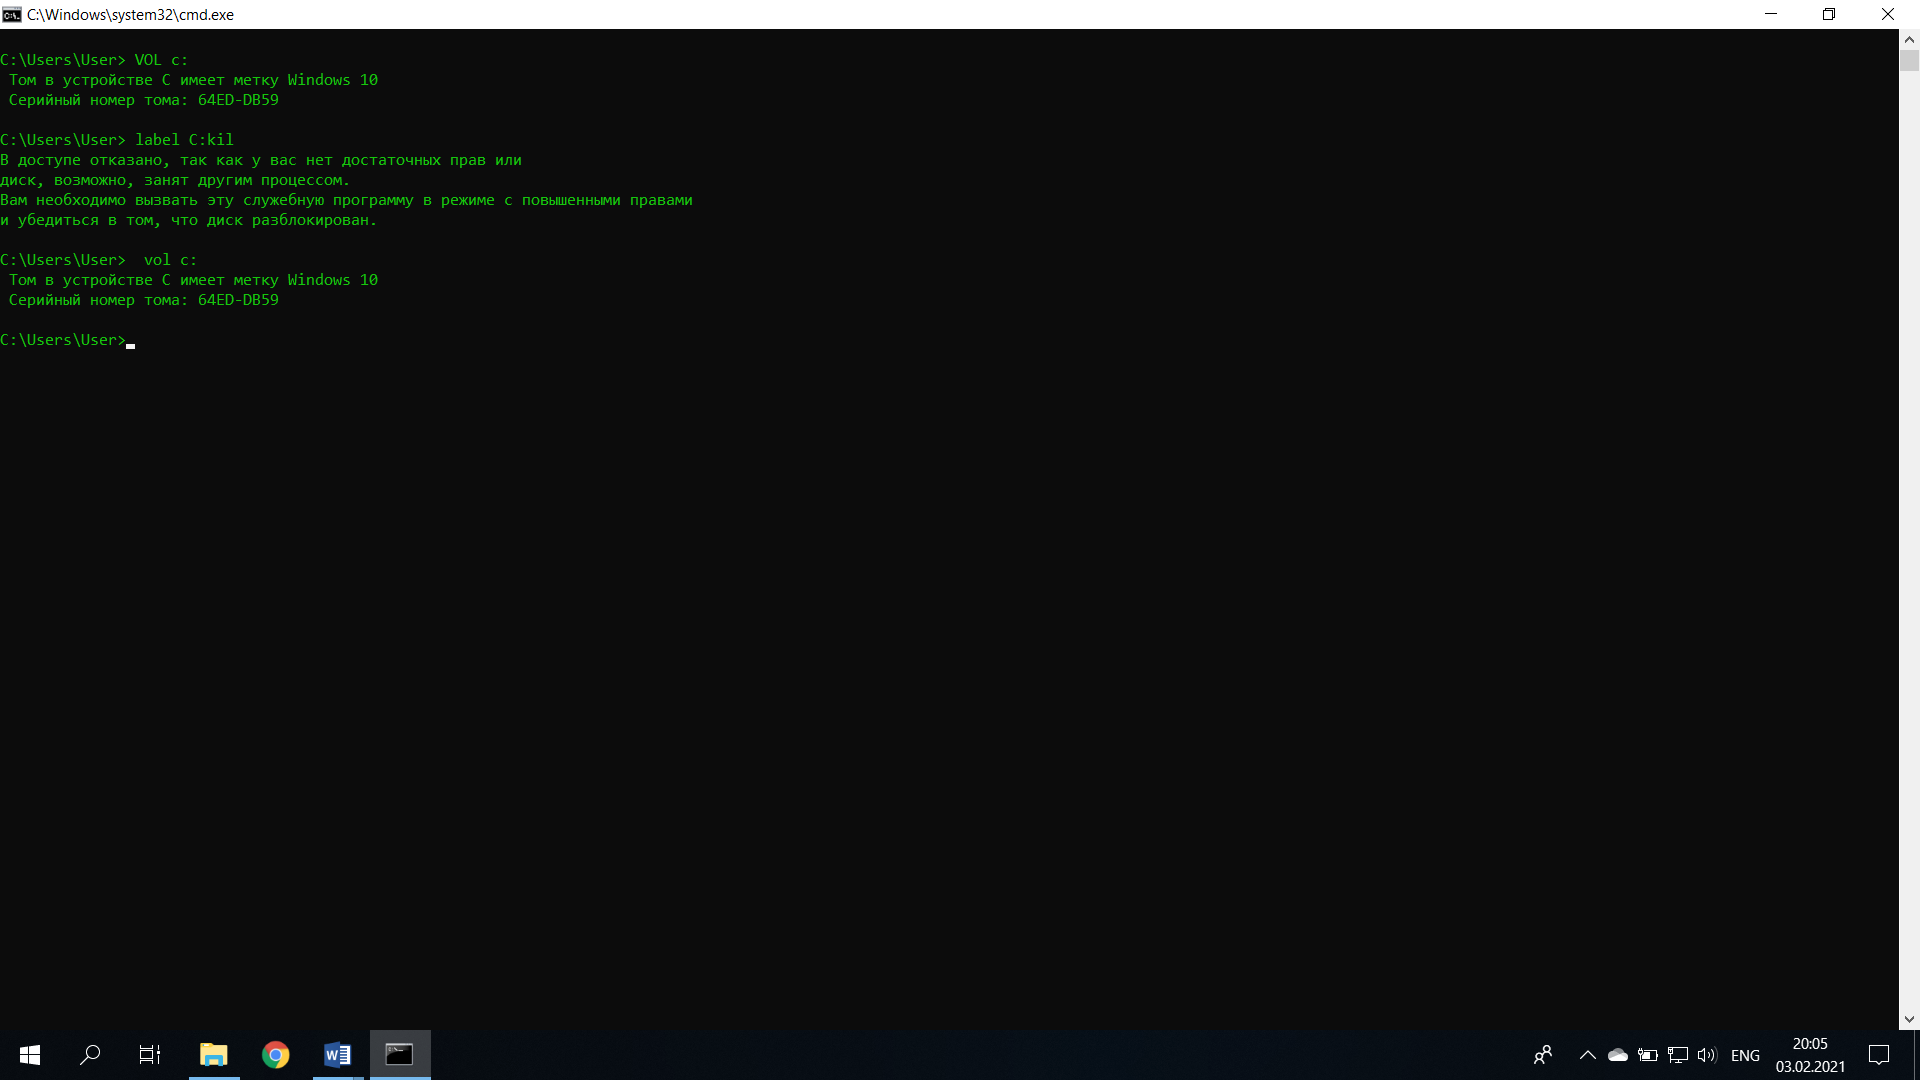 C:\Windows\system32\cmd.exe
C:\Users\User> VOL c:
Том в устройстве C имеет метку Windows 10
Серийный номер тома: 64ED-DB59
C:\Users\User> label C:kil
В доступе отказано, так как у вас нет достаточных прав или
диск, возможно, занят другим процессом.
Вам необходимо вызвать эту служебную программу в режиме с повышенными правами
и убедиться в том, что диск разблокирован.
C:\Users\User>  vol c:
Том в устройстве C имеет метку Windows 10
Серийный номер тома: 64ED-DB59
C:\Users\User>
ENG
20:05
03.02.2021